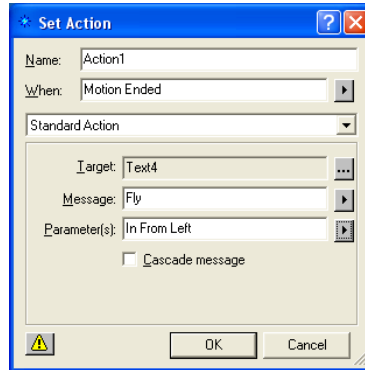 Set Action
Name: Action1
When: Motion Ended
Standard Action
Target: Text4 ...
Message: Fly
Parameter(s): In From Left
Cascade message
OK Cancel